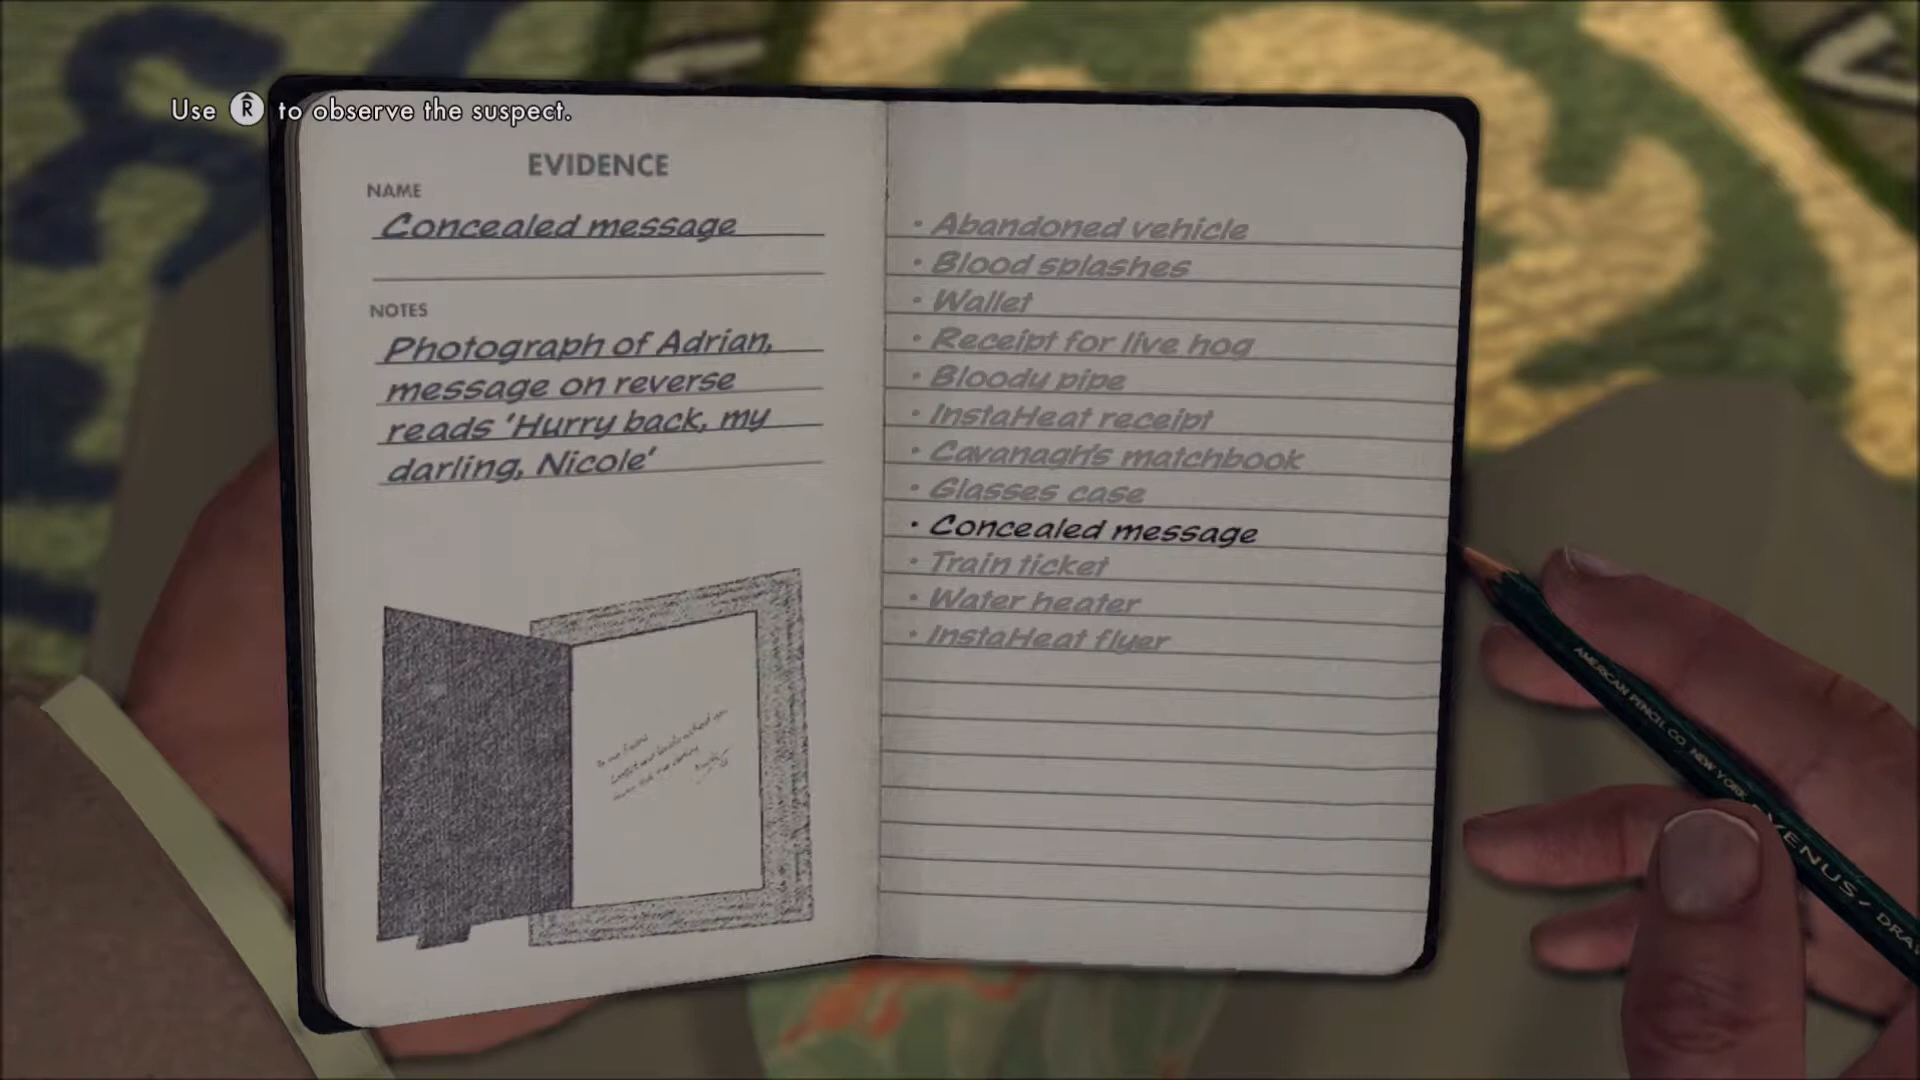 Use R to observe the suspect.
EVIDENCE
NAME
Concealed message
NOTES
Photograph of Adrian,
message on reverse
reads 'Hurry back, my
darling, Nicole'
• Abandoned vehicle
• Blood splashes
• Wallet
• Receipt for live hog
• Bloody pipe
• InstaHeat receipt
• Cavanagh's matchbook
• Glasses case
• Concealed message
• Train ticket
• Water heater
• InstaHeat flyer
AMERICAN PENCIL CO. NEW YORK
VENUS